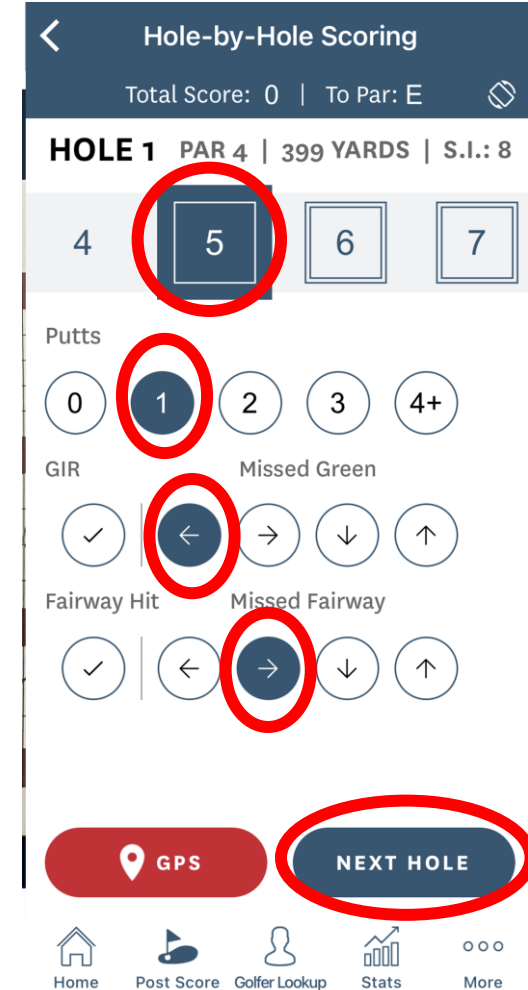 Hole-by-Hole Scoring
Total Score: 0 | To Par: E
HOLE 1 PAR 4 | 399 YARDS | S.I.: 8
4 5 6 7
Putts
0 1 2 3 4+
GIR Missed Green
Fairway Hit Missed Fairway
GPS NEXT HOLE
Home Post Score Golfer Lookup Stats More